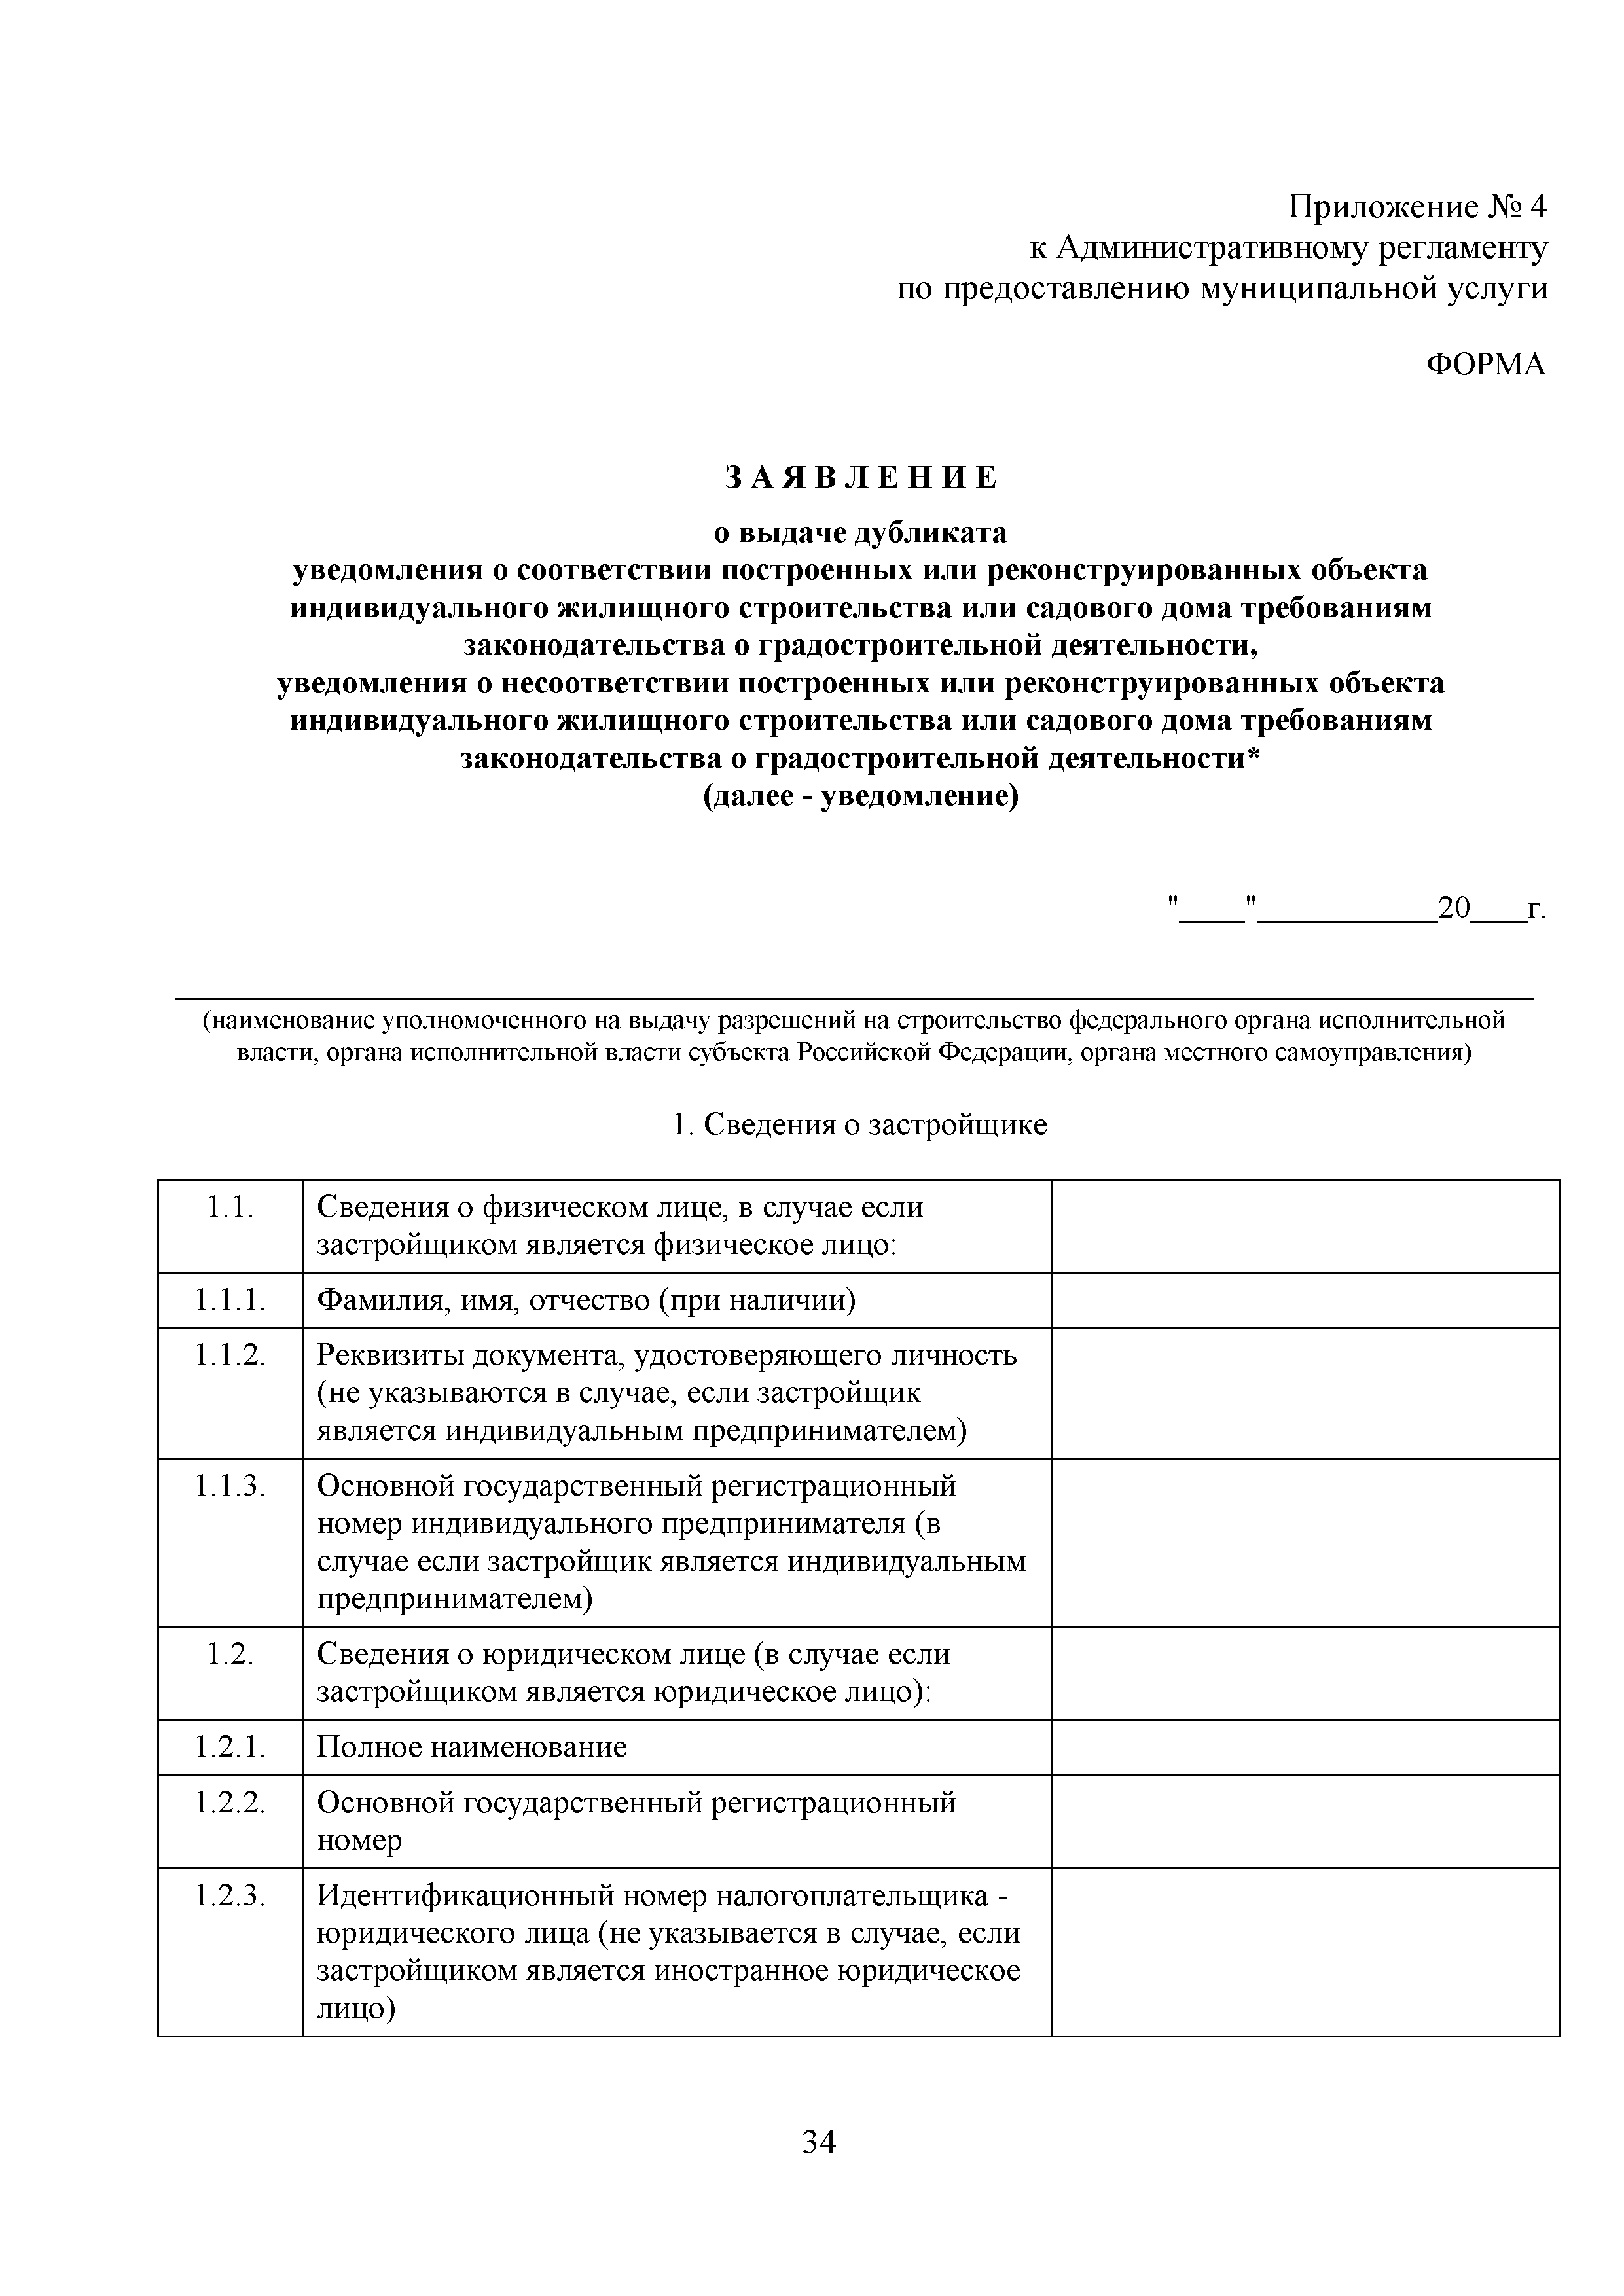 Приложение № 4
к Административному регламенту
по предоставлению муниципальной услуги
ФОРМА
З А Я В Л Е Н И Е
о выдаче дубликата
уведомления о соответствии построенных или реконструированных объекта
индивидуального жилищного строительства или садового дома требованиям
законодательства о градостроительной деятельности,
уведомления о несоответствии построенных или реконструированных объекта
индивидуального жилищного строительства или садового дома требованиям
законодательства о градостроительной деятельности*
(далее - уведомление)
"____"___________20____г.
(наименование уполномоченного на выдачу разрешений на строительство федерального органа исполнительной
власти, органа исполнительной власти субъекта Российской Федерации, органа местного самоуправления)
1. Сведения о застройщике
1.1. Сведения о физическом лице, в случае если
застройщиком является физическое лицо:
1.1.1. Фамилия, имя, отчество (при наличии)
1.1.2. Реквизиты документа, удостоверяющего личность
(не указываются в случае, если застройщик
является индивидуальным предпринимателем)
1.1.3. Основной государственный регистрационный
номер индивидуального предпринимателя (в
случае если застройщик является индивидуальным
предпринимателем)
1.2. Сведения о юридическом лице (в случае если
застройщиком является юридическое лицо):
1.2.1. Полное наименование
1.2.2. Основной государственный регистрационный
номер
1.2.3. Идентификационный номер налогоплательщика -
юридического лица (не указывается в случае, если
застройщиком является иностранное юридическое
лицо)
34